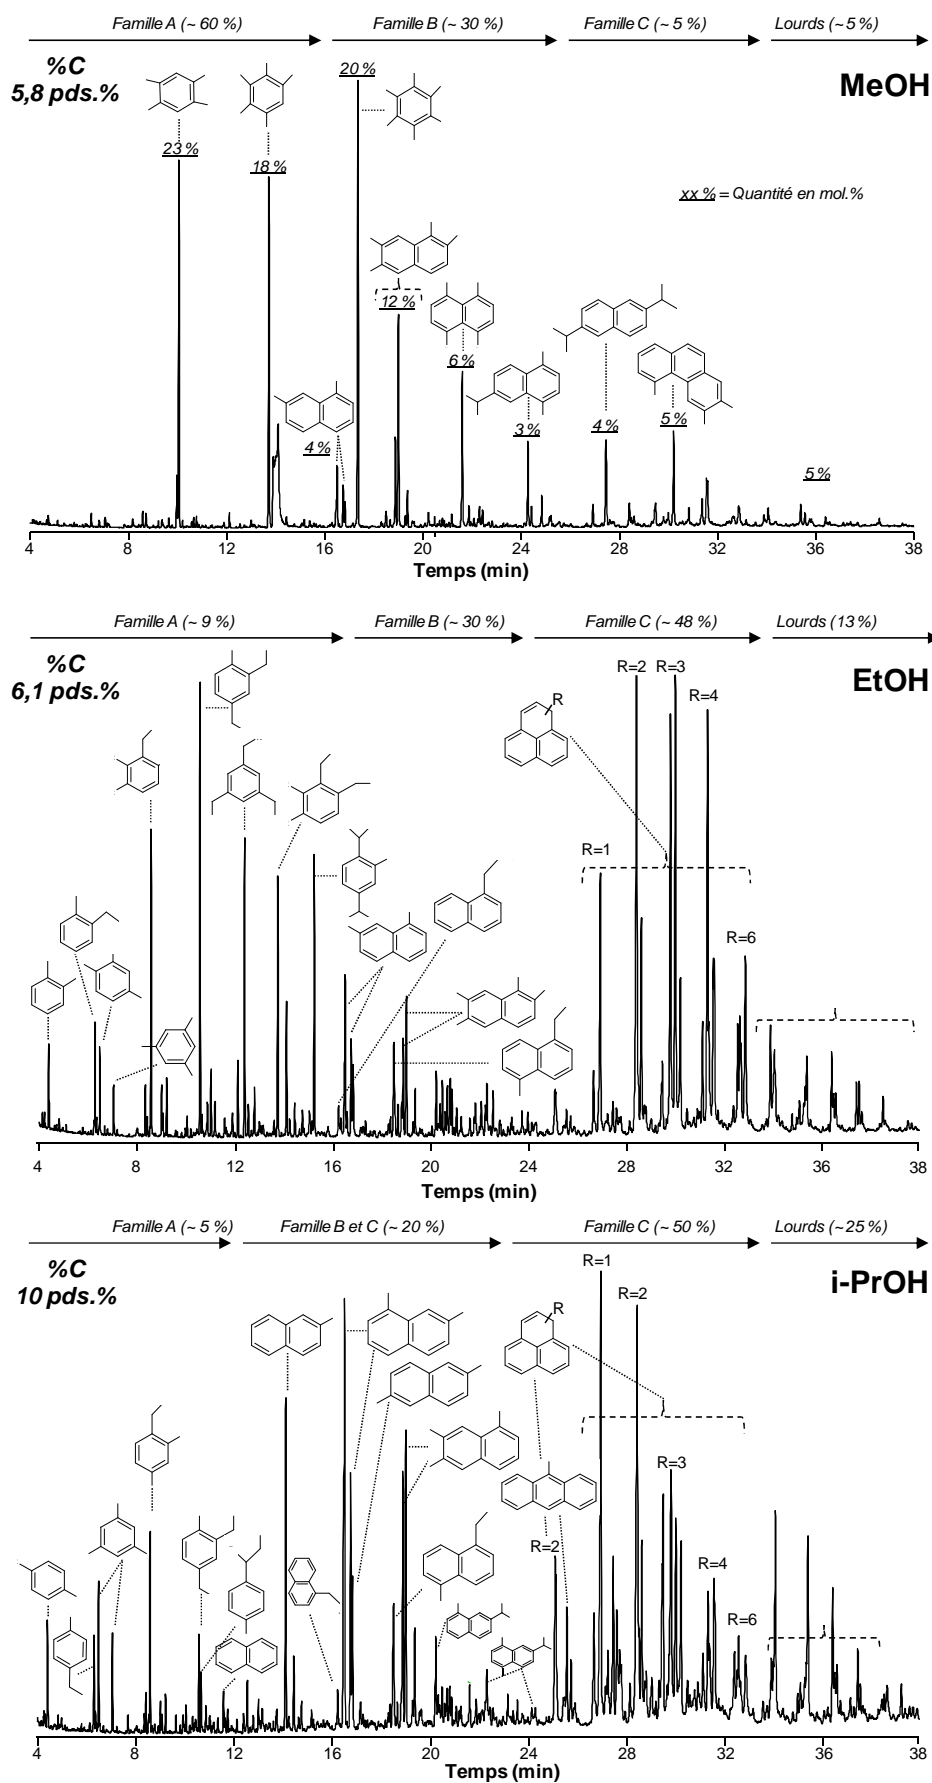 Famille A (~ 60 %) Famille B (~ 30 %) Famille C (~ 5 %) Lourds (~ 5 %)
%C
5,8 pds.%
MeOH
20 %
23 %
18 %
xx % = Quantité en mol.%
12 %
6 %
4 %
3 %
4 %
5 %
5 %
4 8 12 16 20 24 28 32 36 38
Temps (min)
Famille A (~ 9 %) Famille B (~ 30 %) Famille C (~ 48 %) Lourds (13 %)
%C
6,1 pds.%
EtOH
R=2 R=3
R=4
R
R=1
R=6
4 8 12 16 20 24 28 32 36 38
Temps (min)
Famille A (~ 5 %) Famille B et C (~ 20 %) Famille C (~ 50 %) Lourds (~ 25 %)
%C
10 pds.%
i-PrOH
R=1
R=2
R
R=3
R=2
R=4
R=6
4 8 12 16 20 24 28 32 36 38
Temps (min)